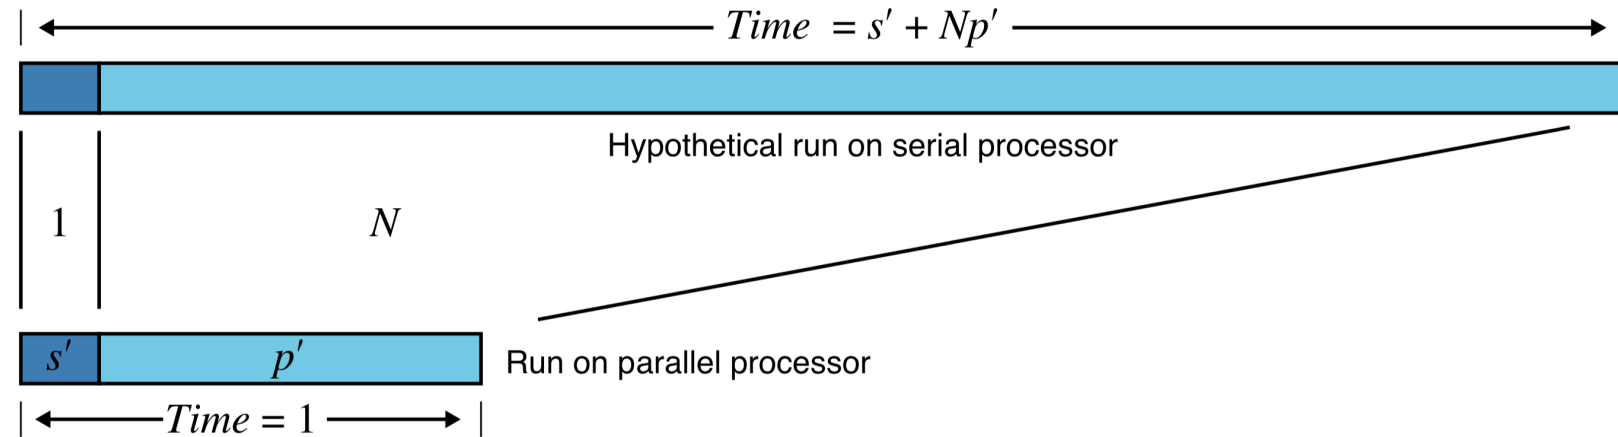 Time = s′ + Np′
Hypothetical run on serial processor
1 N
s′ p′ Run on parallel processor
Time = 1